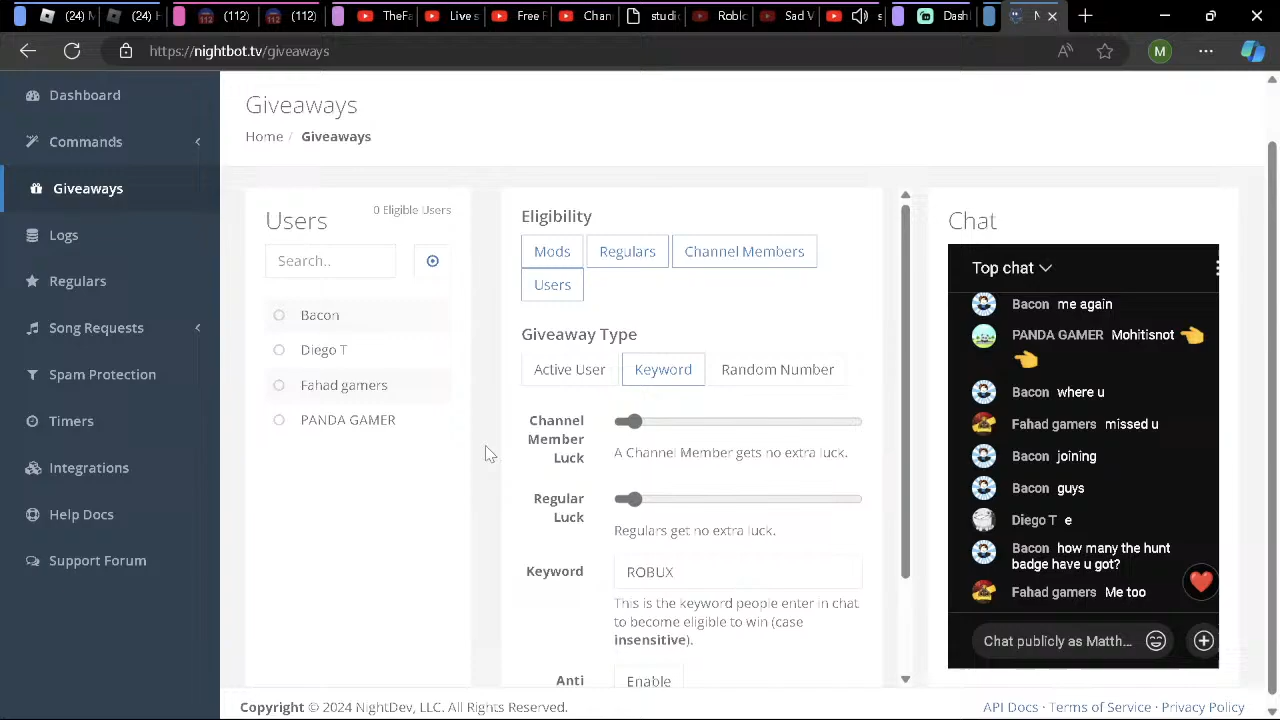 (24) M
(24) H
(112)
(112)
TheFa
Live s
Free F
Chan
studi
Roblc
Sad V
s
Dash
N
https://nightbot.tv/giveaways
M
Dashboard
Commands
Giveaways
Logs
Regulars
Song Requests
Spam Protection
Timers
Integrations
Help Docs
Support Forum
Giveaways
Home / Giveaways
Users
0 Eligible Users
Search..
Bacon
Diego T
Fahad gamers
PANDA GAMER
Eligibility
Mods
Regulars
Channel Members
Users
Giveaway Type
Active User
Keyword
Random Number
Channel
Member
Luck
A Channel Member gets no extra luck.
Regular
Luck
Regulars get no extra luck.
Keyword
ROBUX
This is the keyword people enter in chat
to become eligible to win (case
insensitive).
Anti
Enable
Chat
Top chat
Bacon me again
PANDA GAMER Mohitisnot 👈
👈
Bacon where u
Fahad gamers missed u
Bacon joining
Bacon guys
Diego T e
Bacon how many the hunt
badge have u got?
Fahad gamers Me too
Chat publicly as Matth...
Copyright © 2024 NightDev, LLC. All Rights Reserved.
API Docs · Terms of Service · Privacy Policy